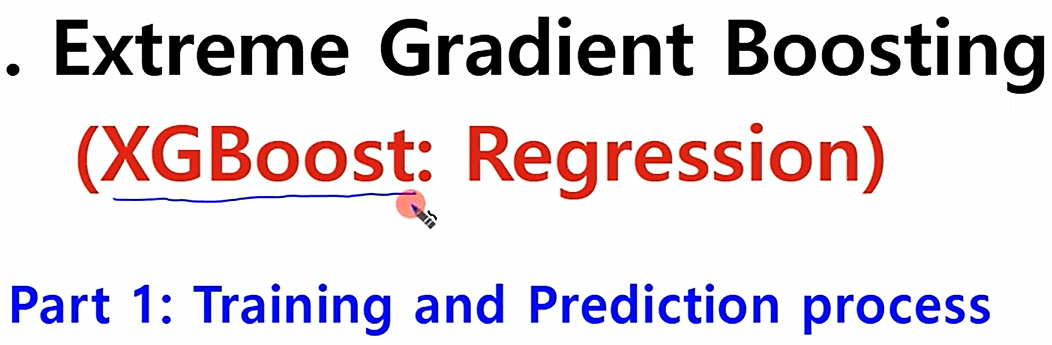 . Extreme Gradient Boosting
(XGBoost: Regression)
Part 1: Training and Prediction process